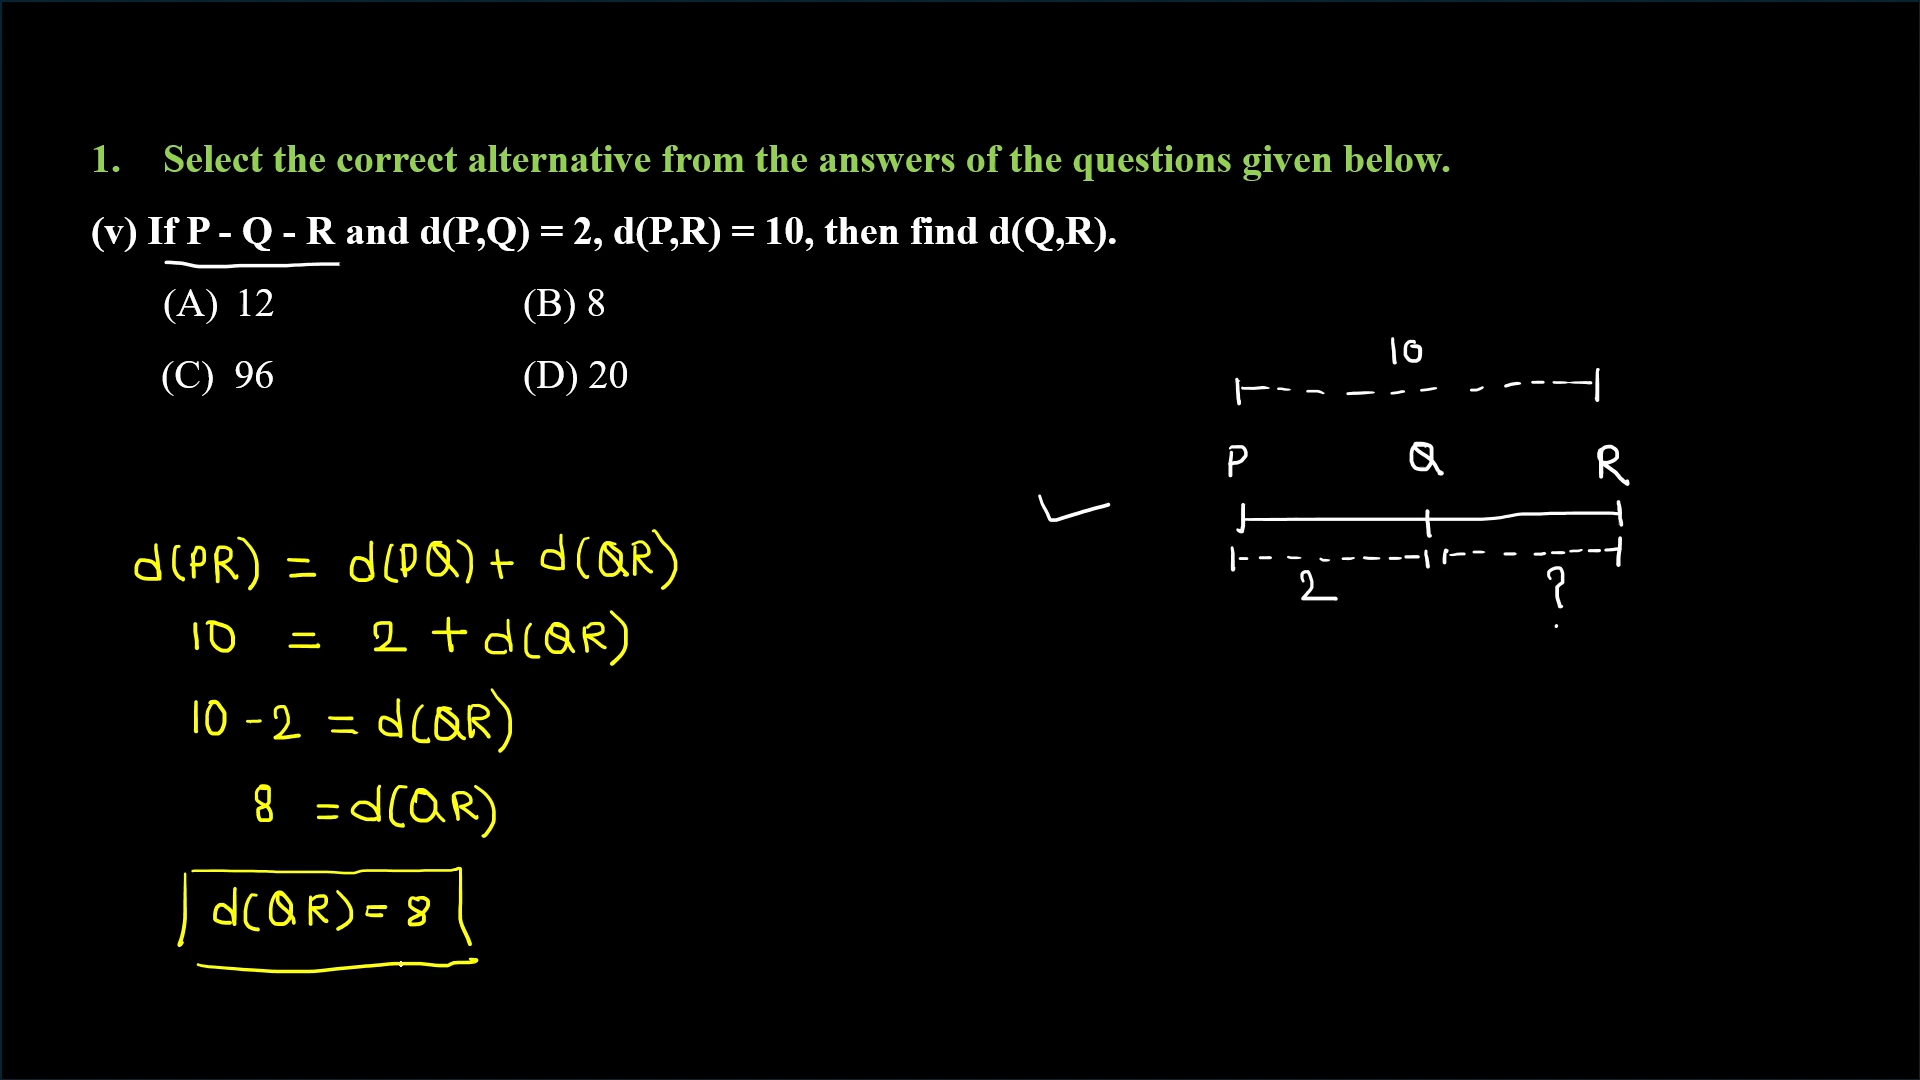 1. Select the correct alternative from the answers of the questions given below.
(v) If P - Q - R and d(P,Q) = 2, d(P,R) = 10, then find d(Q,R).
(A) 12 (B) 8
(C) 96 (D) 20
10
P Q R
2 ?
d(PR) = d(PQ) + d(QR)
10 = 2 + d(QR)
10 - 2 = d(QR)
8 = d(QR)
d(QR) = 8